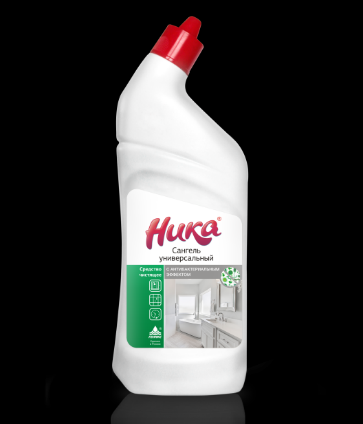 Ника®
Сангель
универсальный
Средство
чистящее
С АНТИБАКТЕРИАЛЬНЫМ
ЭФФЕКТОМ